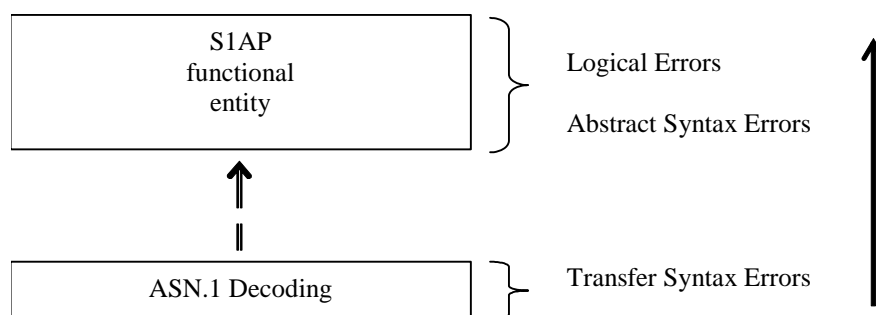 S1AP
functional
entity
Logical Errors
Abstract Syntax Errors
ASN.1 Decoding
Transfer Syntax Errors